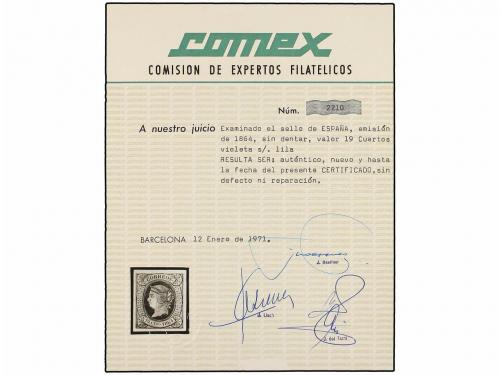 comex
COMISION DE EXPERTOS FILATELICOS
Núm. 2210
A nuestro juicio Examinado el sello de ESPAÑA, emisión
de 1864, sin dentar, valor 19 Cuartos
violeta s/. lila
RESULTA SER: auténtico, nuevo y hasta
la fecha del presente CERTIFICADO,sin
defecto ni reparación.
BARCELONA 12 Enero de 1971.
CORREOS